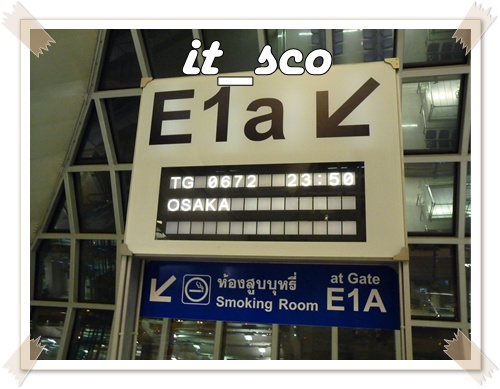 it_sco
E1a
TG 0672 23:50
OSAKA
ห้องสูบบุหรี่
Smoking Room
at Gate
E1A